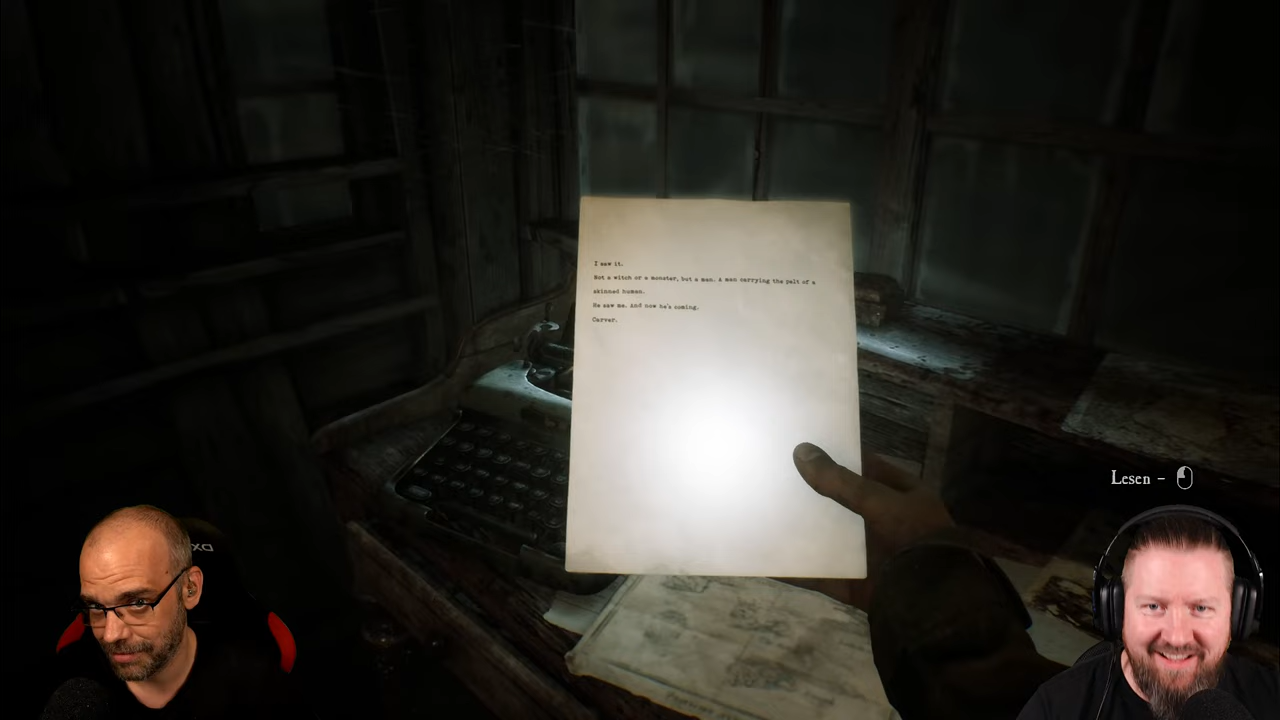 I saw it.
Not a witch or a monster, but a man. A man carrying the pelt of a
skinned human.
He saw me. And now he's coming.
Carver.
Lesen -